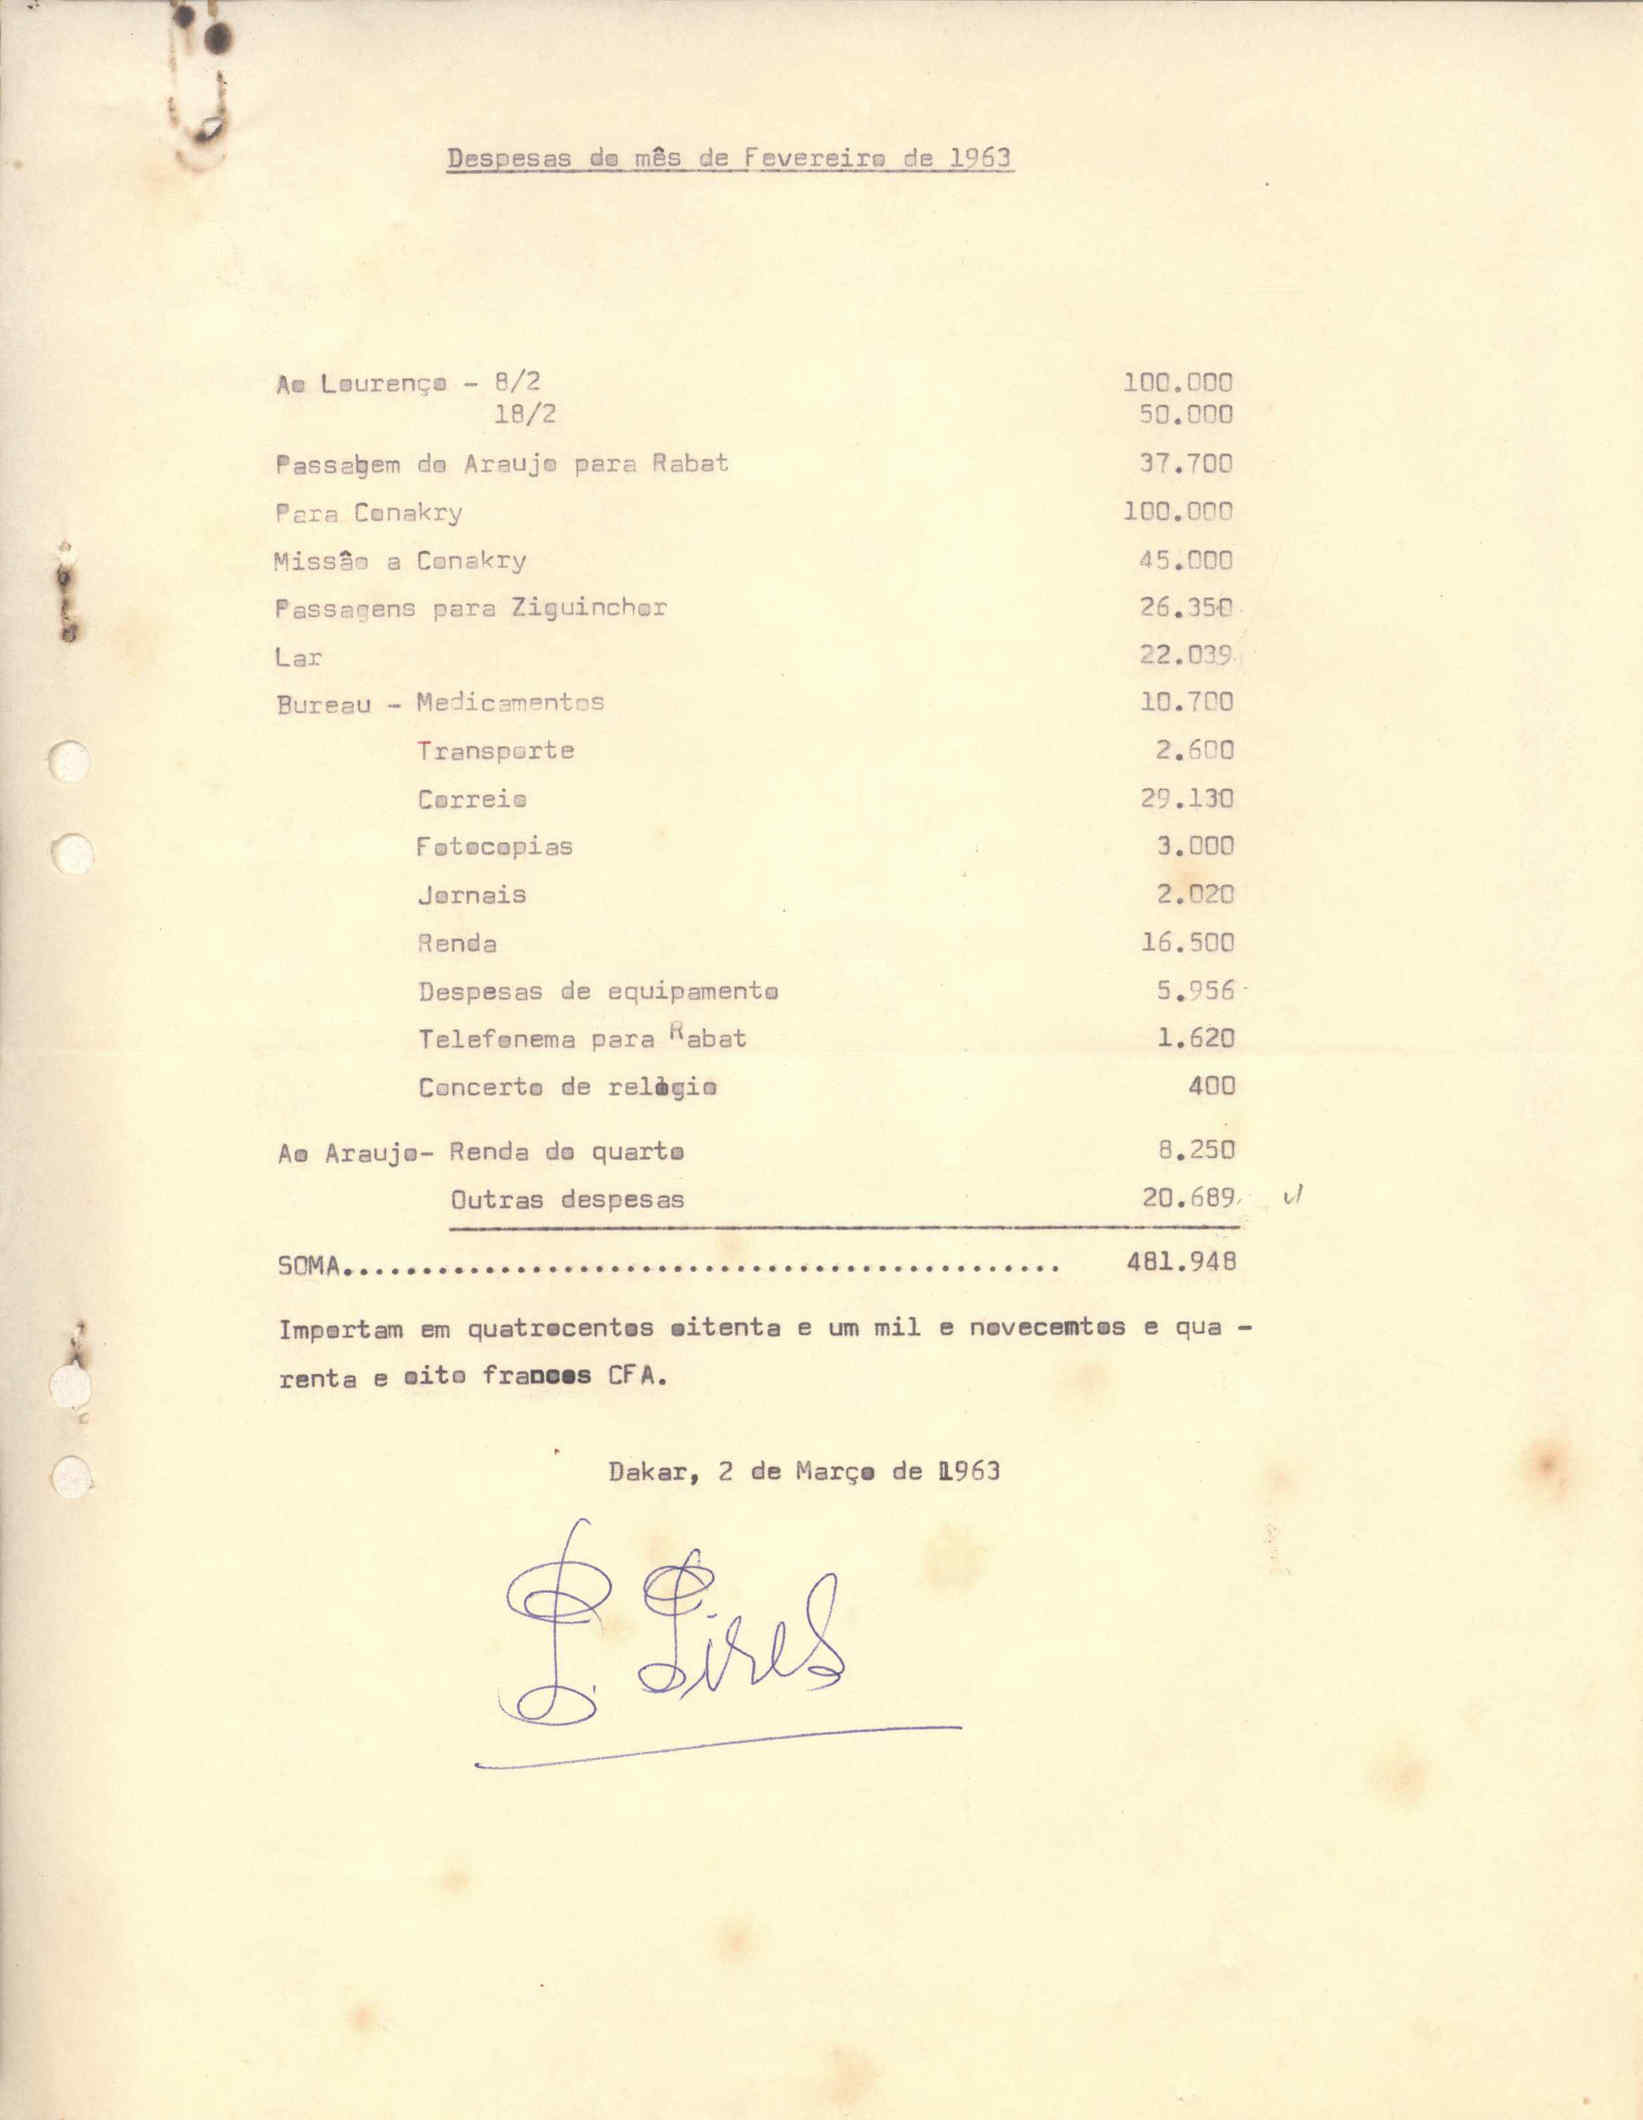 Despesas do mês de Fevereiro de 1963
Ao Lourenço - 8/2 100.000
18/2 50.000
Passagem do Araujo para Rabat 37.700
Para Conakry 100.000
Missão a Conakry 45.000
Passagens para Ziguinchor 26.350
Lar 22.039
Bureau - Medicamentos 10.700
Transporte 2.600
Correio 29.130
Fotocopias 3.000
Jornais 2.020
Renda 16.500
Despesas de equipamento 5.956
Telefonema para Rabat 1.620
Concerto de relògio 400
Ao Araujo- Renda do quarto 8.250
Outras despesas 20.689
SOMA.............................................. 481.948
Importam em quatrocentos oitenta e um mil e novecemtos e qua -
renta e oito francos CFA.
Dakar, 2 de Março de 1963
P. Pires